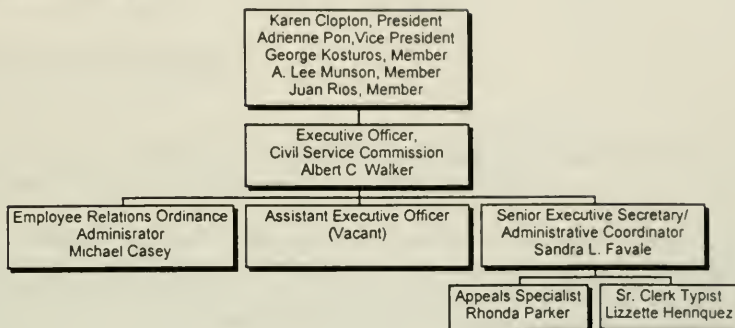 Karen Clopton, President
Adrienne Pon,Vice President
George Kosturos, Member
A. Lee Munson, Member
Juan Rios, Member
Executive Officer,
Civil Service Commission
Albert C Walker
Employee Relations Ordinance
Adminisrator
Michael Casey
Assistant Executive Officer
(Vacant)
Senior Executive Secretary/
Administrative Coordinator
Sandra L. Favale
Appeals Specialist
Rhonda Parker
Sr. Clerk Typist
Lizzette Hennquez